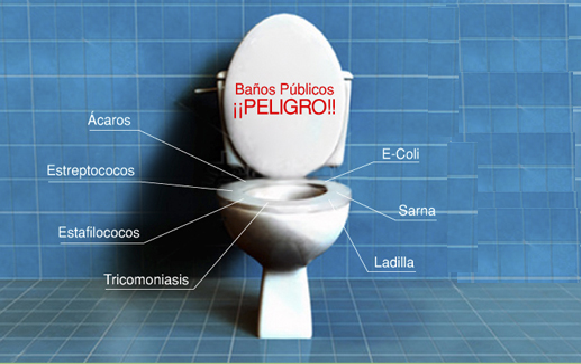 Baños Públicos
¡¡PELIGRO!!
Ácaros
Estreptococos
Estafilococos
Tricomoniasis
E-Coli
Sarna
Ladilla